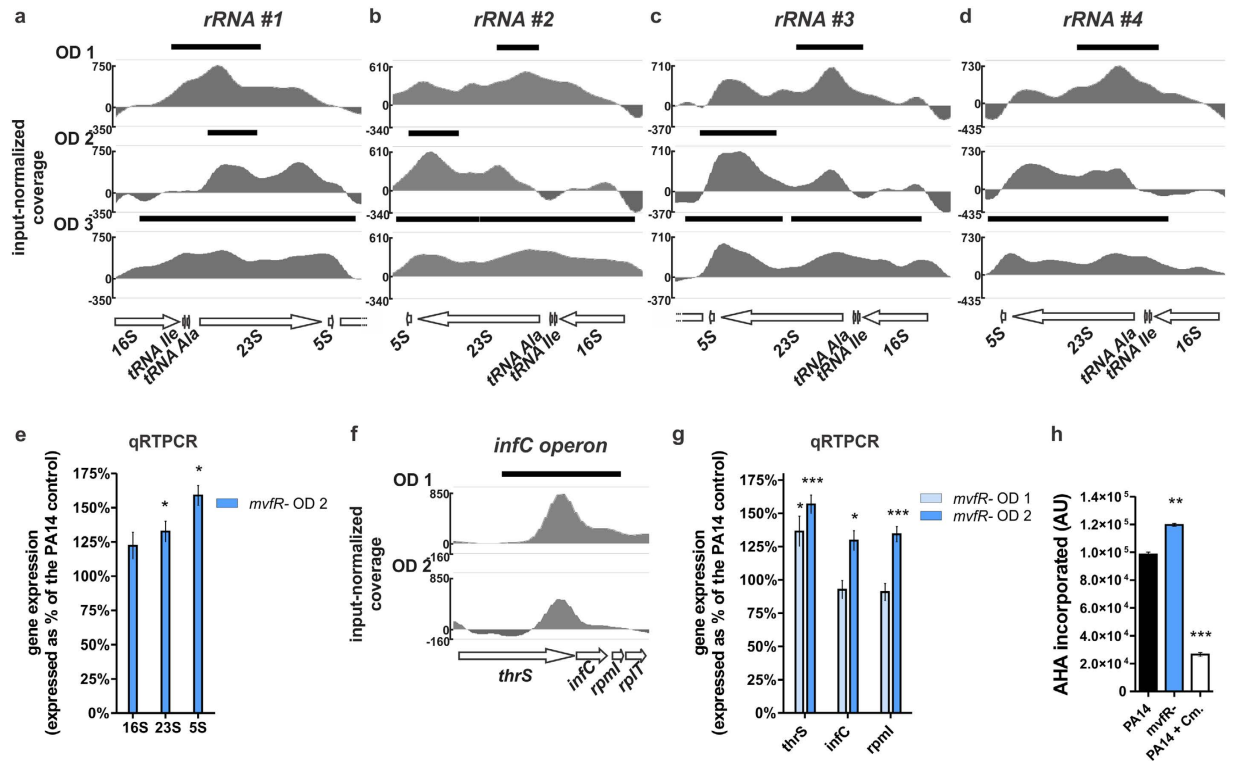 a
rRNA #1
b
rRNA #2
c
rRNA #3
d
rRNA #4
input-normalized
coverage
OD 1
750
0
-350
610
0
-340
710
0
-370
730
0
-435
OD 2
750
0
-350
610
0
-340
710
0
-370
730
0
-435
OD 3
750
0
-350
610
0
-340
710
0
-370
730
0
-435
16S
tRNA Ile
tRNA Ala
23S
5S
5S
23S
tRNA Ala
tRNA Ile
16S
5S
23S
tRNA Ala
tRNA Ile
16S
5S
23S
tRNA Ala
tRNA Ile
16S
e
qRTPCR
gene expression
(expressed as % of the PA14 control)
175%
150%
125%
100%
75%
50%
25%
0%
*
*
mvfR- OD 2
16S
23S
5S
f
infC operon
input-normalized
coverage
OD 1
850
0
-160
OD 2
850
0
-160
thrS
infC
rpmI
rplT
g
qRTPCR
gene expression
(expressed as % of the PA14 control)
175%
150%
125%
100%
75%
50%
25%
0%
*
***
*
***
mvfR- OD 1
mvfR- OD 2
thrS
infC
rpmI
h
AHA incorporated (AU)
1.4×10⁵
1.2×10⁵
1.0×10⁵
8.0×10⁴
6.0×10⁴
4.0×10⁴
2.0×10⁴
0
**
***
PA14
mvfR-
PA14 + Cm.